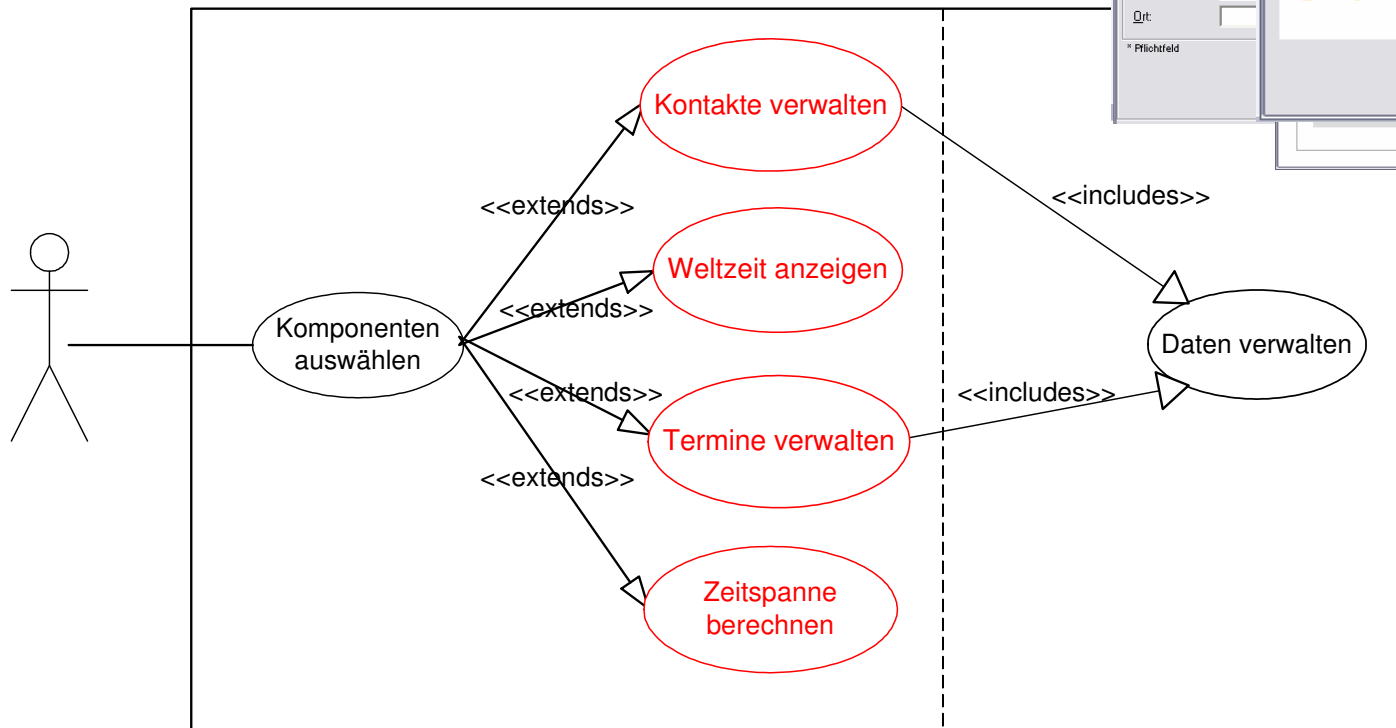 Ort:
* Pflichtfeld
Kontakte verwalten
<<extends>>
<<includes>>
Weltzeit anzeigen
<<extends>>
Komponenten
auswählen
Daten verwalten
<<extends>>
<<includes>>
Termine verwalten
<<extends>>
Zeitspanne
berechnen